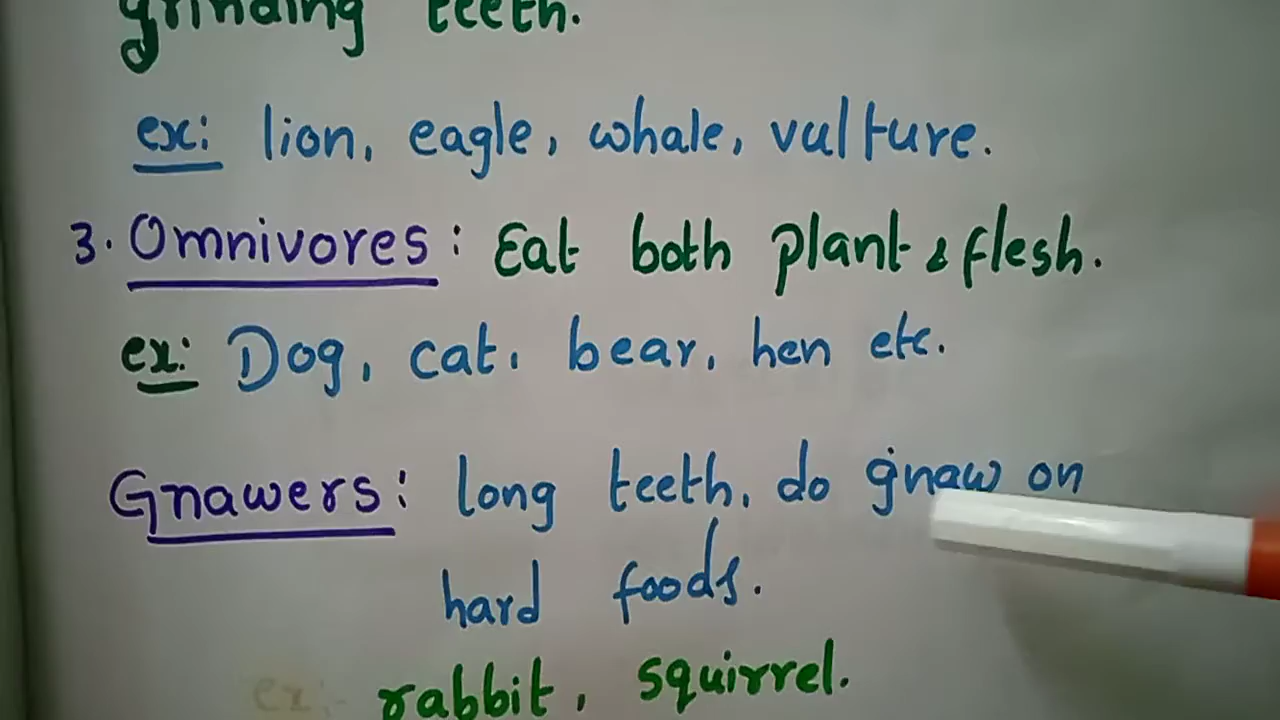 grinding teeth.
ex: lion, eagle, whale, vulture.
3. Omnivores: Eat both plant & flesh.
ex: Dog, cat, bear, hen etc.
Gnawers: long teeth, do gnaw on
hard foods.
ex:- rabbit, squirrel.